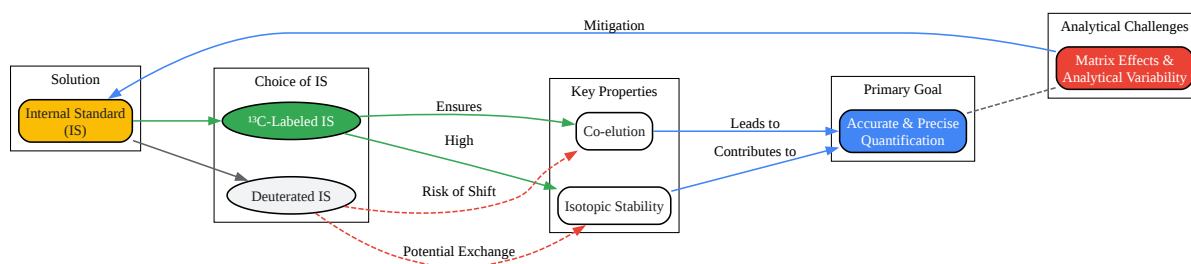 Mitigation
Analytical Challenges
Matrix Effects &
Analytical Variability
Solution
Internal Standard
(IS)
Choice of IS
¹³C-Labeled IS
Deuterated IS
Ensures
High
Risk of Shift
Potential Exchange
Key Properties
Co-elution
Isotopic Stability
Leads to
Contributes to
Primary Goal
Accurate & Precise
Quantification